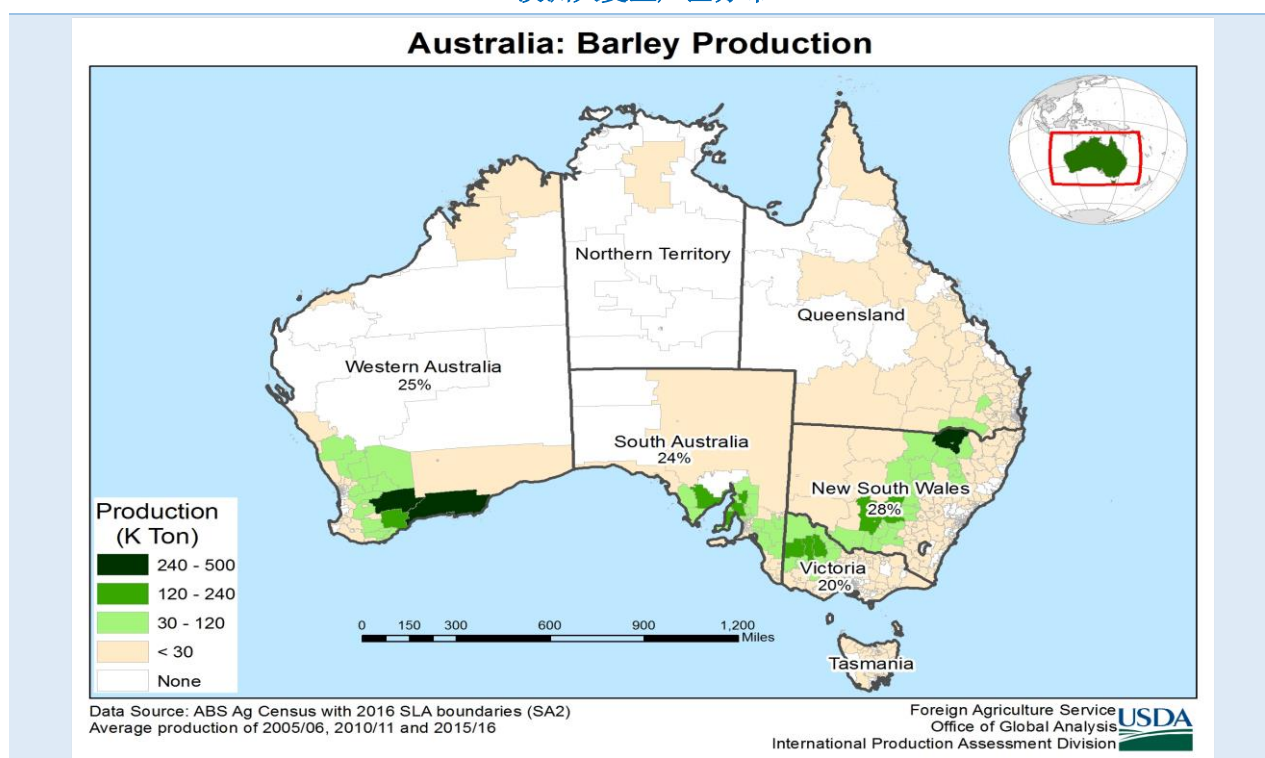 Australia: Barley Production
Northern Territory
Queensland
Western Australia
25%
South Australia
24%
New South Wales
28%
Victoria
20%
Tasmania
Production
(K Ton)
240 - 500
120 - 240
30 - 120
< 30
None
0 150 300 600 900 1,200
Miles
Data Source: ABS Ag Census with 2016 SLA boundaries (SA2)
Average production of 2005/06, 2010/11 and 2015/16
Foreign Agriculture Service
Office of Global Analysis
International Production Assessment Division
USDA